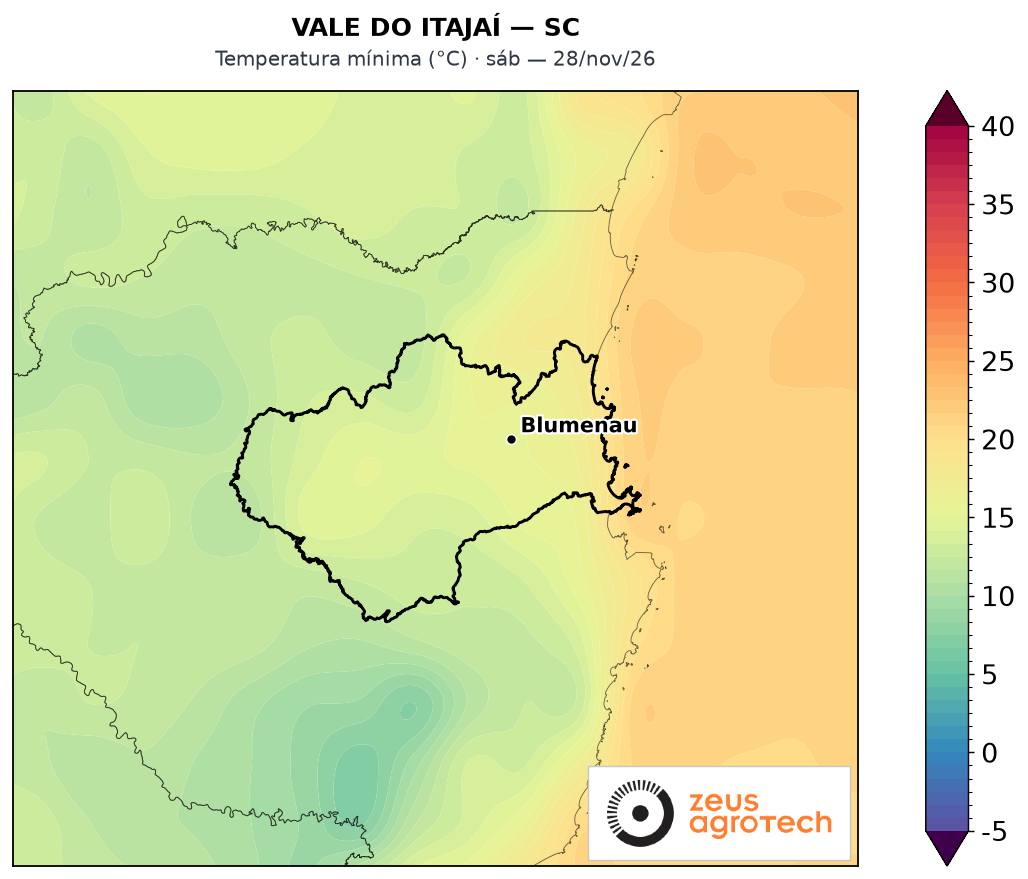 VALE DO ITAJAÍ — SC
Temperatura mínima (°C) · sáb — 28/nov/26
Blumenau
40
35
30
25
20
15
10
5
0
-5
zeus
agrotech